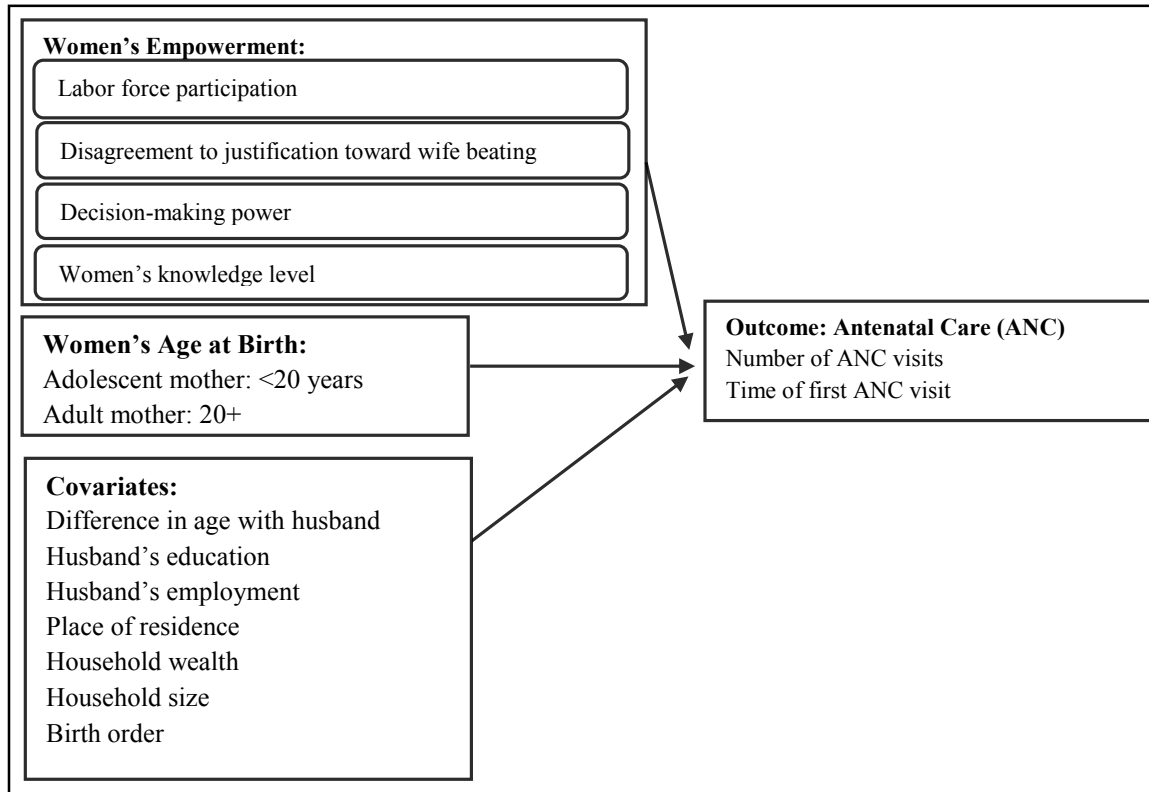 Women’s Empowerment:
Labor force participation
Disagreement to justification toward wife beating
Decision-making power
Women’s knowledge level
Women’s Age at Birth:
Adolescent mother: <20 years
Adult mother: 20+
Outcome: Antenatal Care (ANC)
Number of ANC visits
Time of first ANC visit
Covariates:
Difference in age with husband
Husband’s education
Husband’s employment
Place of residence
Household wealth
Household size
Birth order